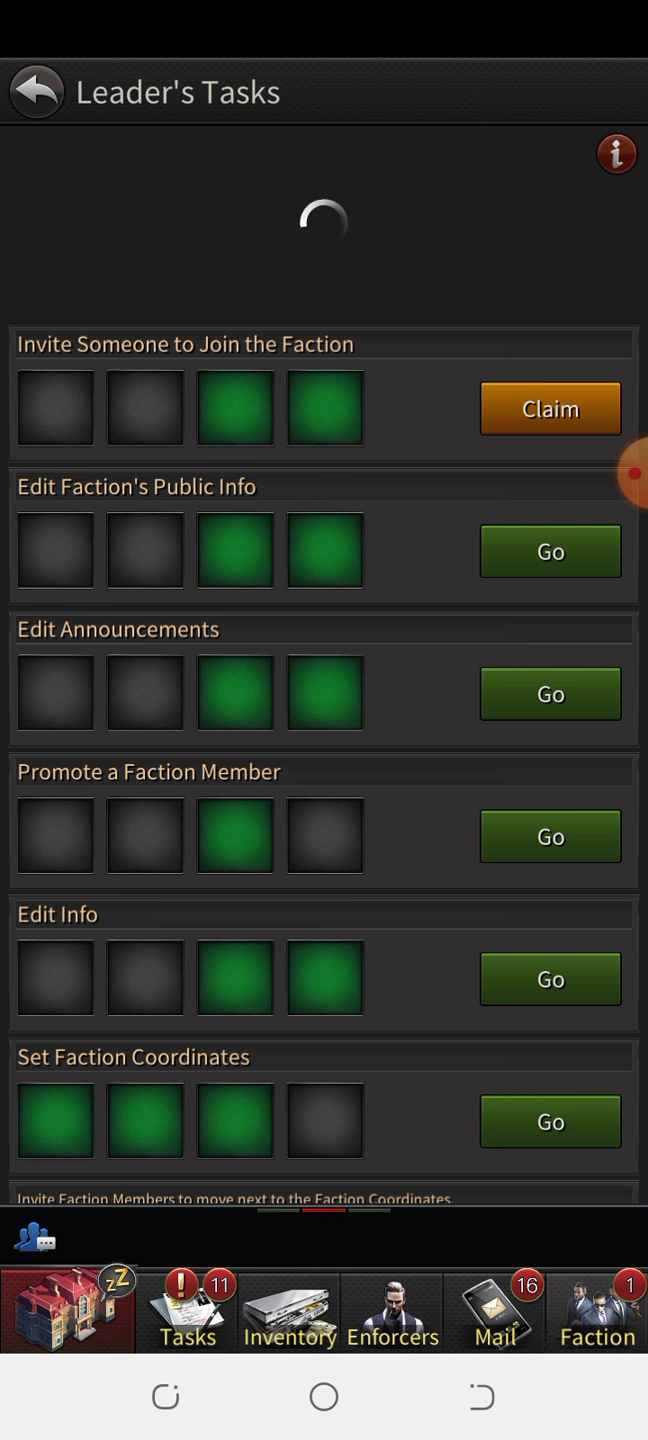 Leader's Tasks
i
Invite Someone to Join the Faction
Claim
Edit Faction's Public Info
Go
Edit Announcements
Go
Promote a Faction Member
Go
Edit Info
Go
Set Faction Coordinates
Go
Invite Faction Members to move next to the Faction Coordinates.
zZ
! 11
16
1
Tasks
Inventory
Enforcers
Mail
Faction